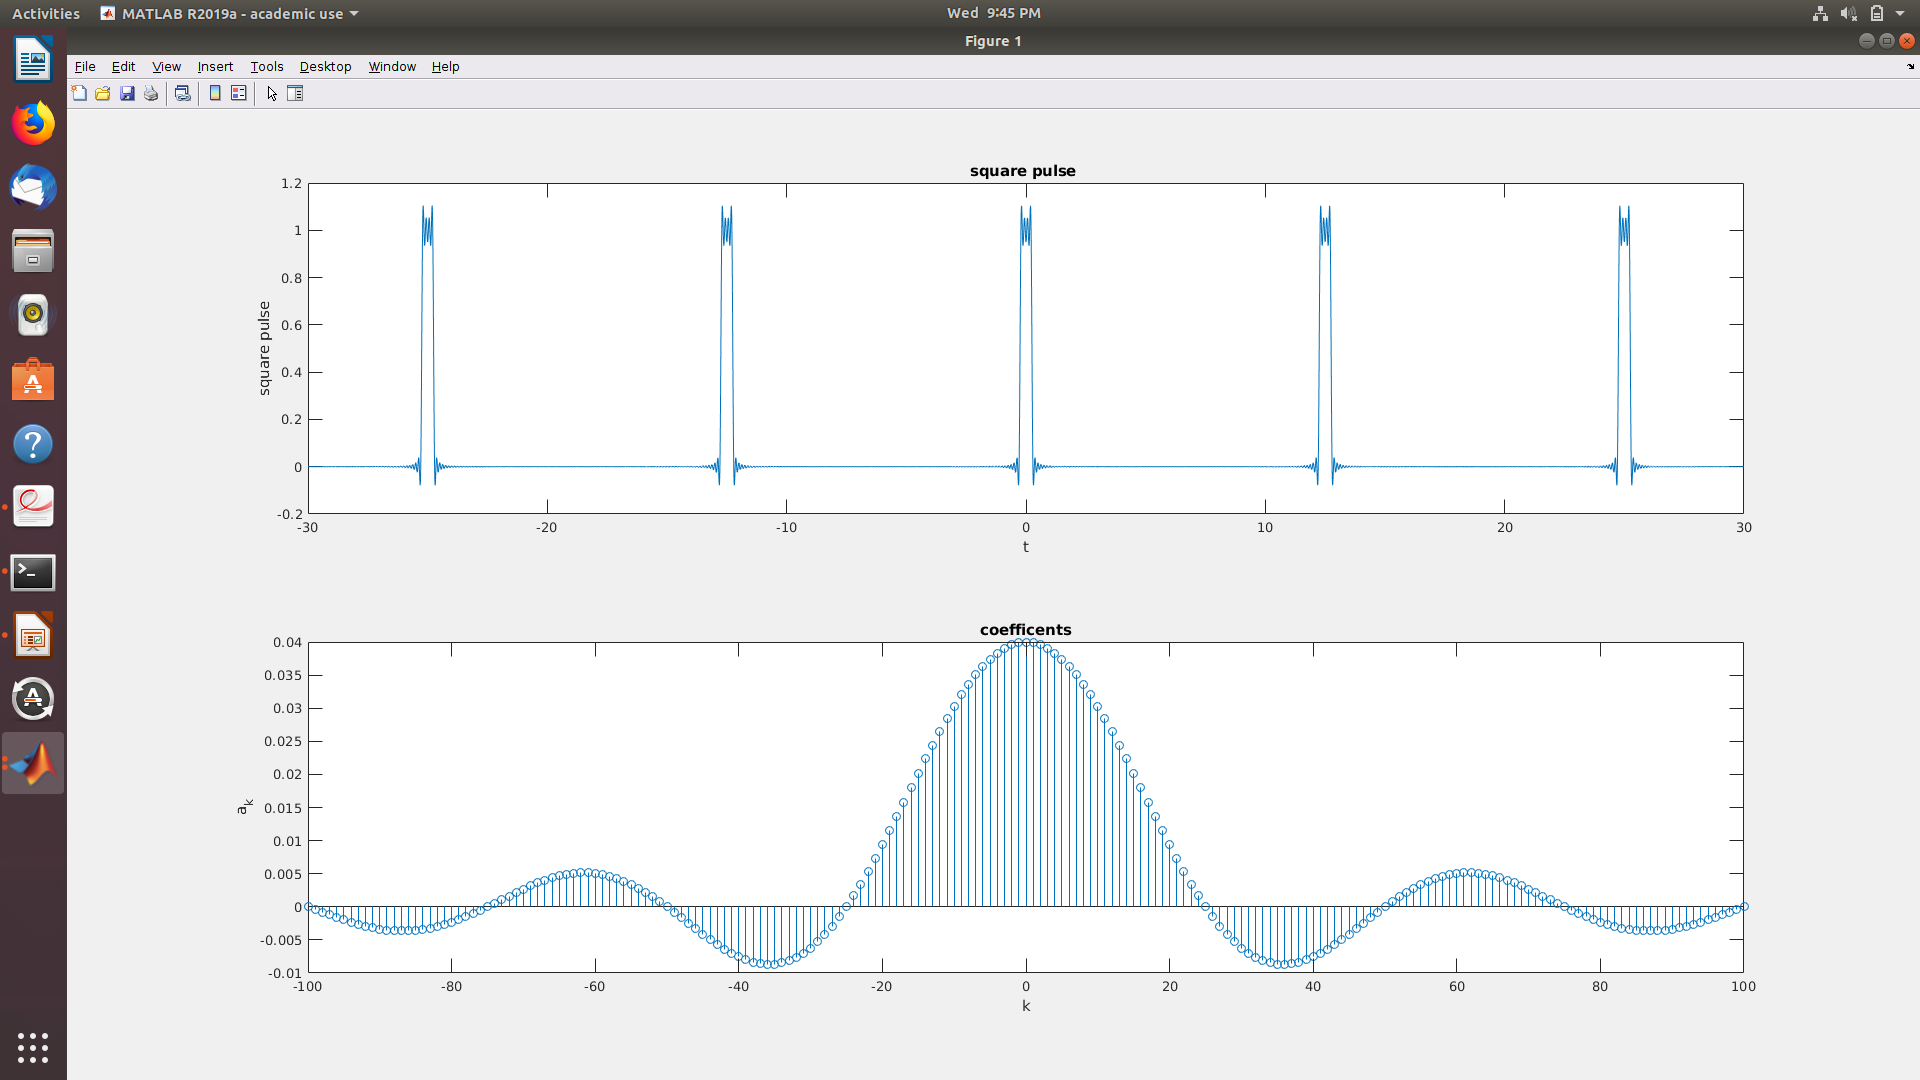 Activities MATLAB R2019a - academic use Wed 9:45 PM
Figure 1
File Edit View Insert Tools Desktop Window Help
square pulse
1.2
1
0.8
0.6
0.4
0.2
0
-0.2
square pulse
-30 -20 -10 0 10 20 30
t
coefficents
0.04
0.035
0.03
0.025
0.02
0.015
0.01
0.005
0
-0.005
-0.01
ak
-100 -80 -60 -40 -20 0 20 40 60 80 100
k